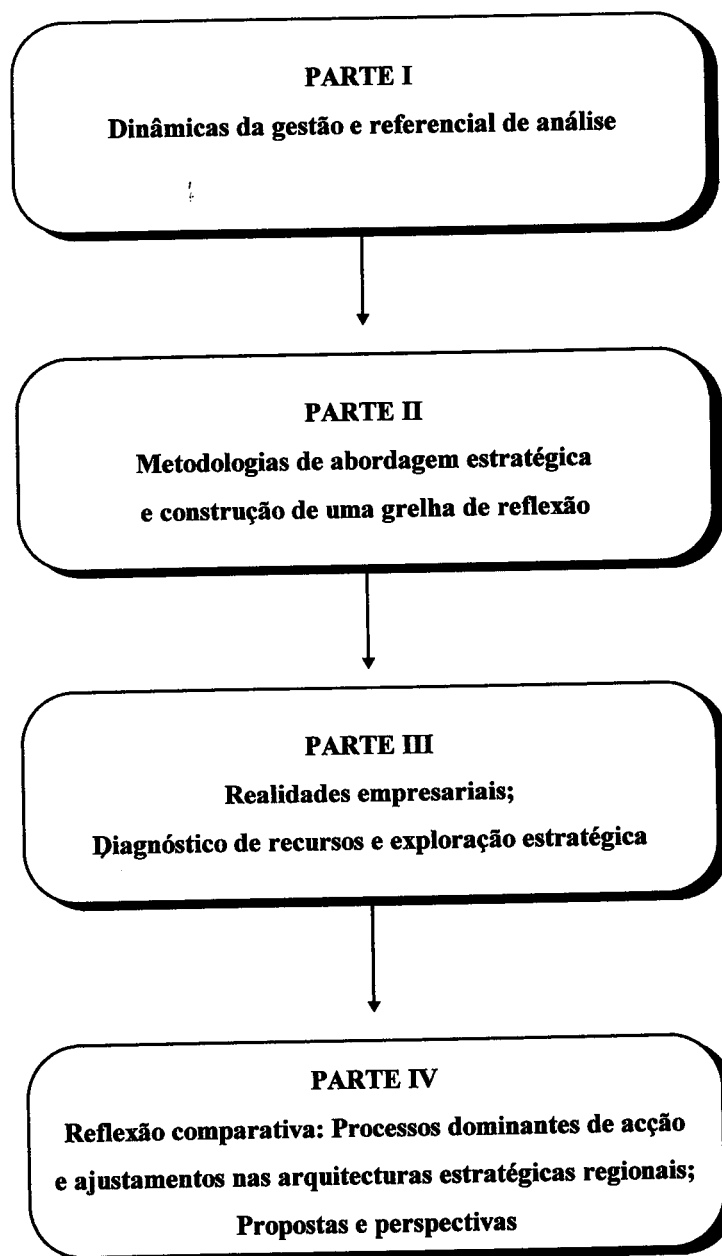 PARTE I
Dinâmicas da gestão e referencial de análise
PARTE II
Metodologias de abordagem estratégica
e construção de uma grelha de reflexão
PARTE III
Realidades empresariais;
Diagnóstico de recursos e exploração estratégica
PARTE IV
Reflexão comparativa: Processos dominantes de acção
e ajustamentos nas arquitecturas estratégicas regionais;
Propostas e perspectivas